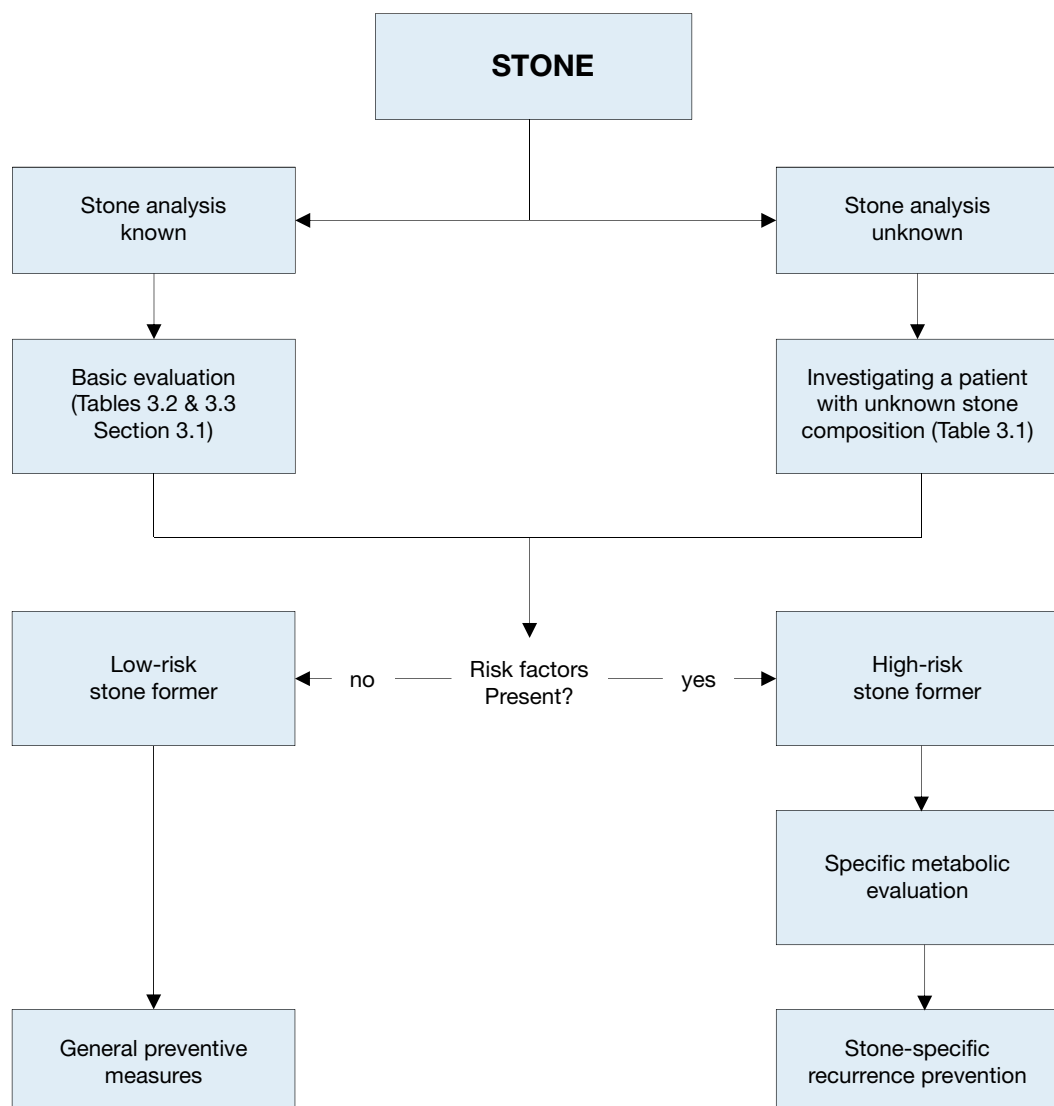 STONE
Stone analysis
known
Stone analysis
unknown
Basic evaluation
(Tables 3.2 & 3.3
Section 3.1)
Investigating a patient
with unknown stone
composition (Table 3.1)
Low-risk
stone former
no
Risk factors
Present?
yes
High-risk
stone former
Specific metabolic
evaluation
General preventive
measures
Stone-specific
recurrence prevention